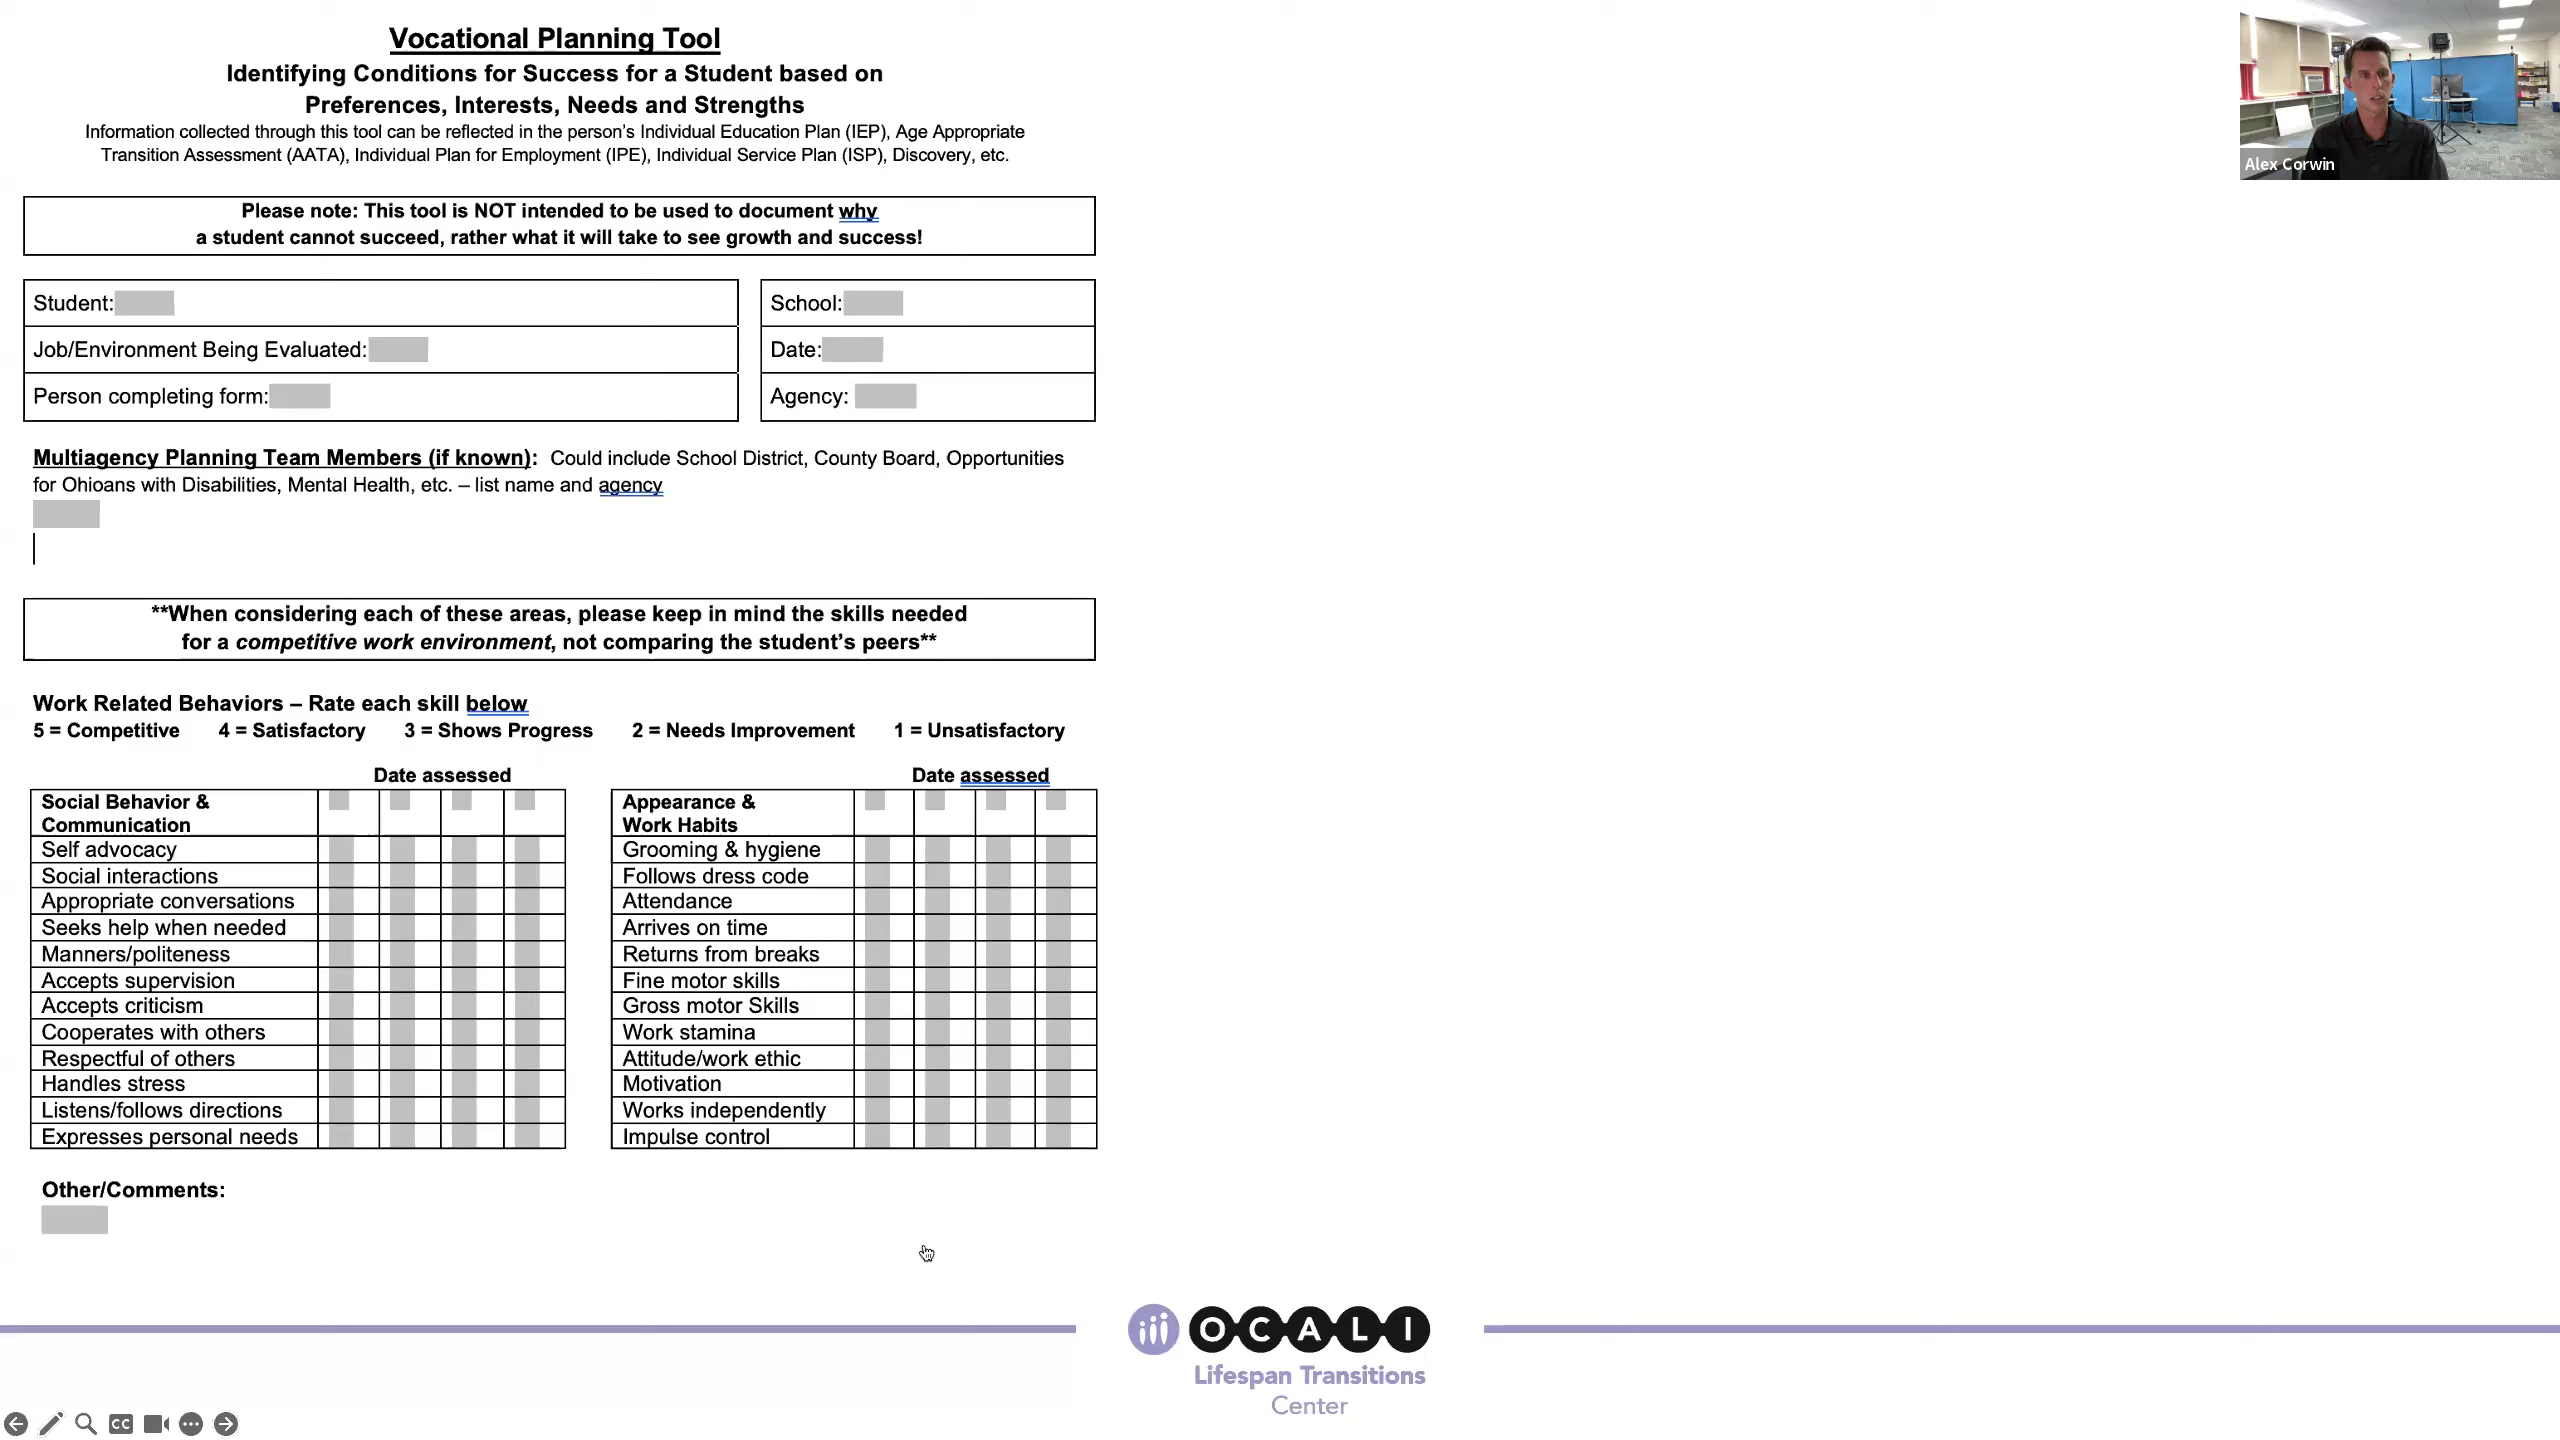 Vocational Planning Tool
Identifying Conditions for Success for a Student based on
Preferences, Interests, Needs and Strengths
Information collected through this tool can be reflected in the person's Individual Education Plan (IEP), Age Appropriate
Transition Assessment (AATA), Individual Plan for Employment (IPE), Individual Service Plan (ISP), Discovery, etc.
Please note: This tool is NOT intended to be used to document why
a student cannot succeed, rather what it will take to see growth and success!
Student:
Job/Environment Being Evaluated:
Person completing form:
School:
Date:
Agency:
Multiagency Planning Team Members (if known): Could include School District, County Board, Opportunities
for Ohioans with Disabilities, Mental Health, etc. – list name and agency
**When considering each of these areas, please keep in mind the skills needed
for a competitive work environment, not comparing the student's peers**
Work Related Behaviors – Rate each skill below
5 = Competitive 4 = Satisfactory 3 = Shows Progress 2 = Needs Improvement 1 = Unsatisfactory
Date assessed
Social Behavior &
Communication
Self advocacy
Social interactions
Appropriate conversations
Seeks help when needed
Manners/politeness
Accepts supervision
Accepts criticism
Cooperates with others
Respectful of others
Handles stress
Listens/follows directions
Expresses personal needs
Date assessed
Appearance &
Work Habits
Grooming & hygiene
Follows dress code
Attendance
Arrives on time
Returns from breaks
Fine motor skills
Gross motor Skills
Work stamina
Attitude/work ethic
Motivation
Works independently
Impulse control
Other/Comments:
OCALI
Lifespan Transitions
Center
CC
Alex Corwin